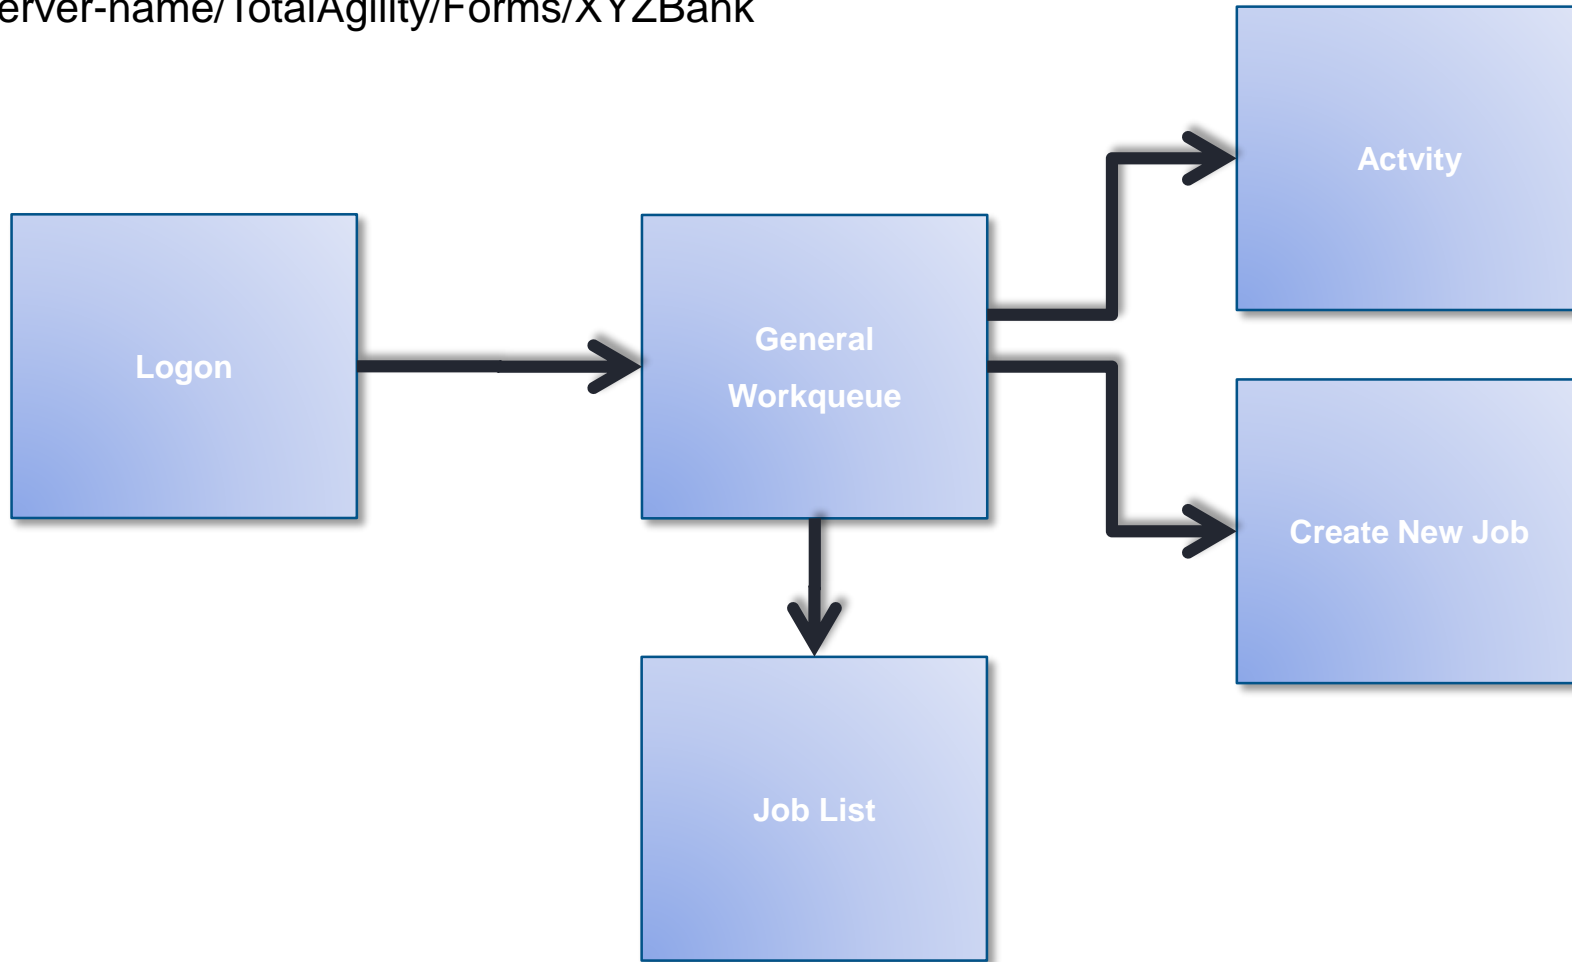 erver-name/TotalAgility/Forms/XYZBank
Actvity
Logon
General
Workqueue
Create New Job
Job List